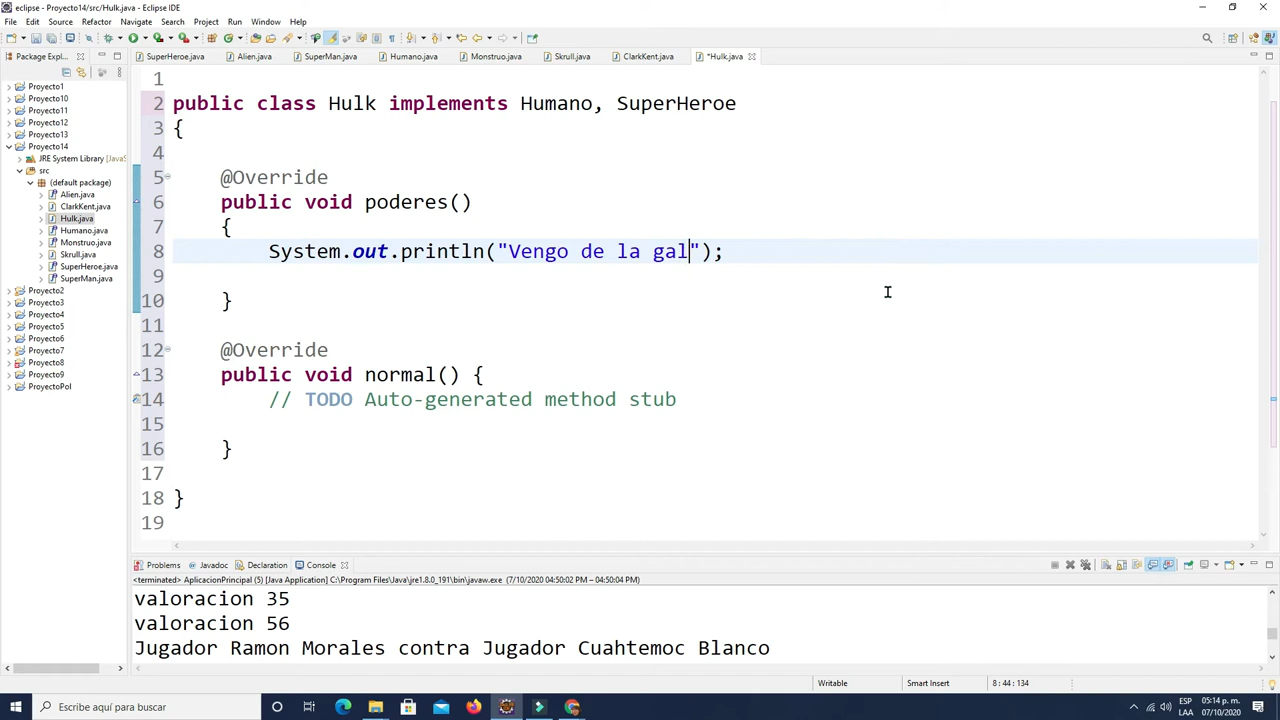 eclipse - Proyecto14/src/Hulk.java - Eclipse IDE
File Edit Source Refactor Navigate Search Project Run Window Help
Package Expl...
SuperHeroe.java Alien.java SuperMan.java Humano.java Monstruo.java Skrull.java ClarkKent.java *Hulk.java
Proyecto1
Proyecto10
Proyecto11
Proyecto12
Proyecto13
Proyecto14
JRE System Library [JavaS
src
(default package)
Alien.java
ClarkKent.java
Hulk.java
Humano.java
Monstruo.java
Skrull.java
SuperHeroe.java
SuperMan.java
Proyecto2
Proyecto3
Proyecto4
Proyecto5
Proyecto6
Proyecto7
Proyecto8
Proyecto9
ProyectoPol
1
2 public class Hulk implements Humano, SuperHeroe
3 {
4
5 @Override
6 public void poderes()
7 {
8 System.out.println("Vengo de la gal");
9
10 }
11
12 @Override
13 public void normal() {
14 // TODO Auto-generated method stub
15
16 }
17
18 }
19
Problems @ Javadoc Declaration Console
<terminated> AplicacionPrincipal (5) [Java Application] C:\Program Files\Java\jre1.8.0_191\bin\javaw.exe (7/10/2020 04:50:02 PM – 04:50:04 PM)
valoracion 35
valoracion 56
Jugador Ramon Morales contra Jugador Cuahtemoc Blanco
Writable Smart Insert 8 : 44 : 134
Escribe aquí para buscar
ESP 05:14 p. m.
LAA 07/10/2020